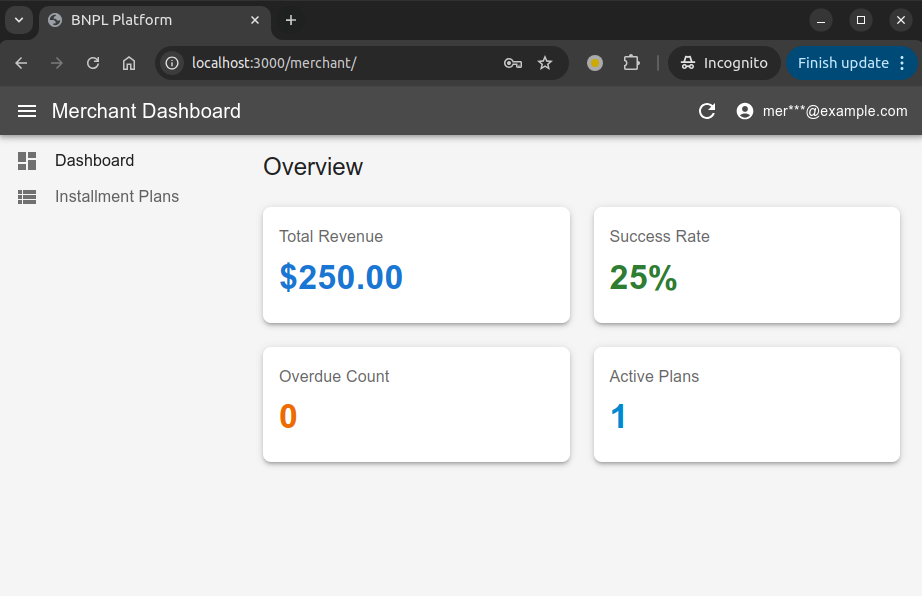 BNPL Platform
localhost:3000/merchant/
Incognito
Finish update
Merchant Dashboard
mer***@example.com
Dashboard
Installment Plans
Overview
Total Revenue
$250.00
Success Rate
25%
Overdue Count
0
Active Plans
1